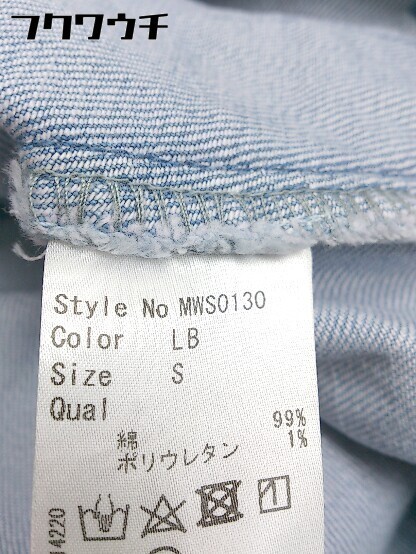 フクワウチ
Style No MWS0130
Color LB
Size S
Qual
綿 99%
ポリウレタン 1%
14220